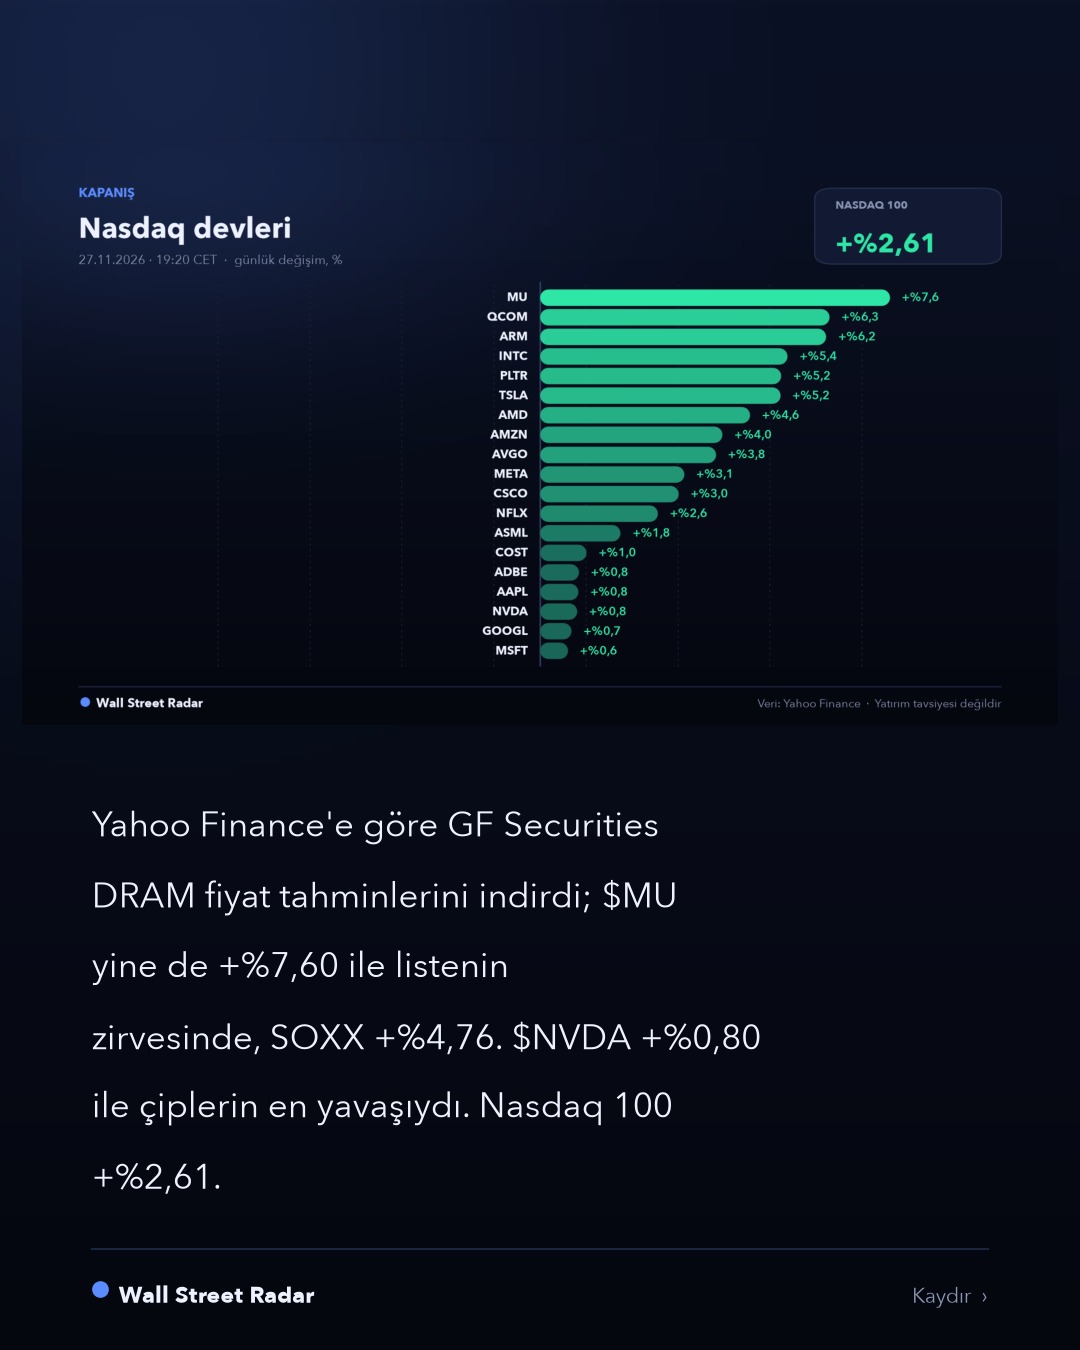 KAPANIŞ
Nasdaq devleri
27.11.2026 · 19:20 CET · günlük değişim, %
NASDAQ 100
+%2,61
MU +%7,6
QCOM +%6,3
ARM +%6,2
INTC +%5,4
PLTR +%5,2
TSLA +%5,2
AMD +%4,6
AMZN +%4,0
AVGO +%3,8
META +%3,1
CSCO +%3,0
NFLX +%2,6
ASML +%1,8
COST +%1,0
ADBE +%0,8
AAPL +%0,8
NVDA +%0,8
GOOGL +%0,7
MSFT +%0,6
Wall Street Radar
Veri: Yahoo Finance · Yatırım tavsiyesi değildir
Yahoo Finance'e göre GF Securities
DRAM fiyat tahminlerini indirdi; $MU
yine de +%7,60 ile listenin
zirvesinde, SOXX +%4,76. $NVDA +%0,80
ile çiplerin en yavaşıydı. Nasdaq 100
+%2,61.
Wall Street Radar
Kaydır ›